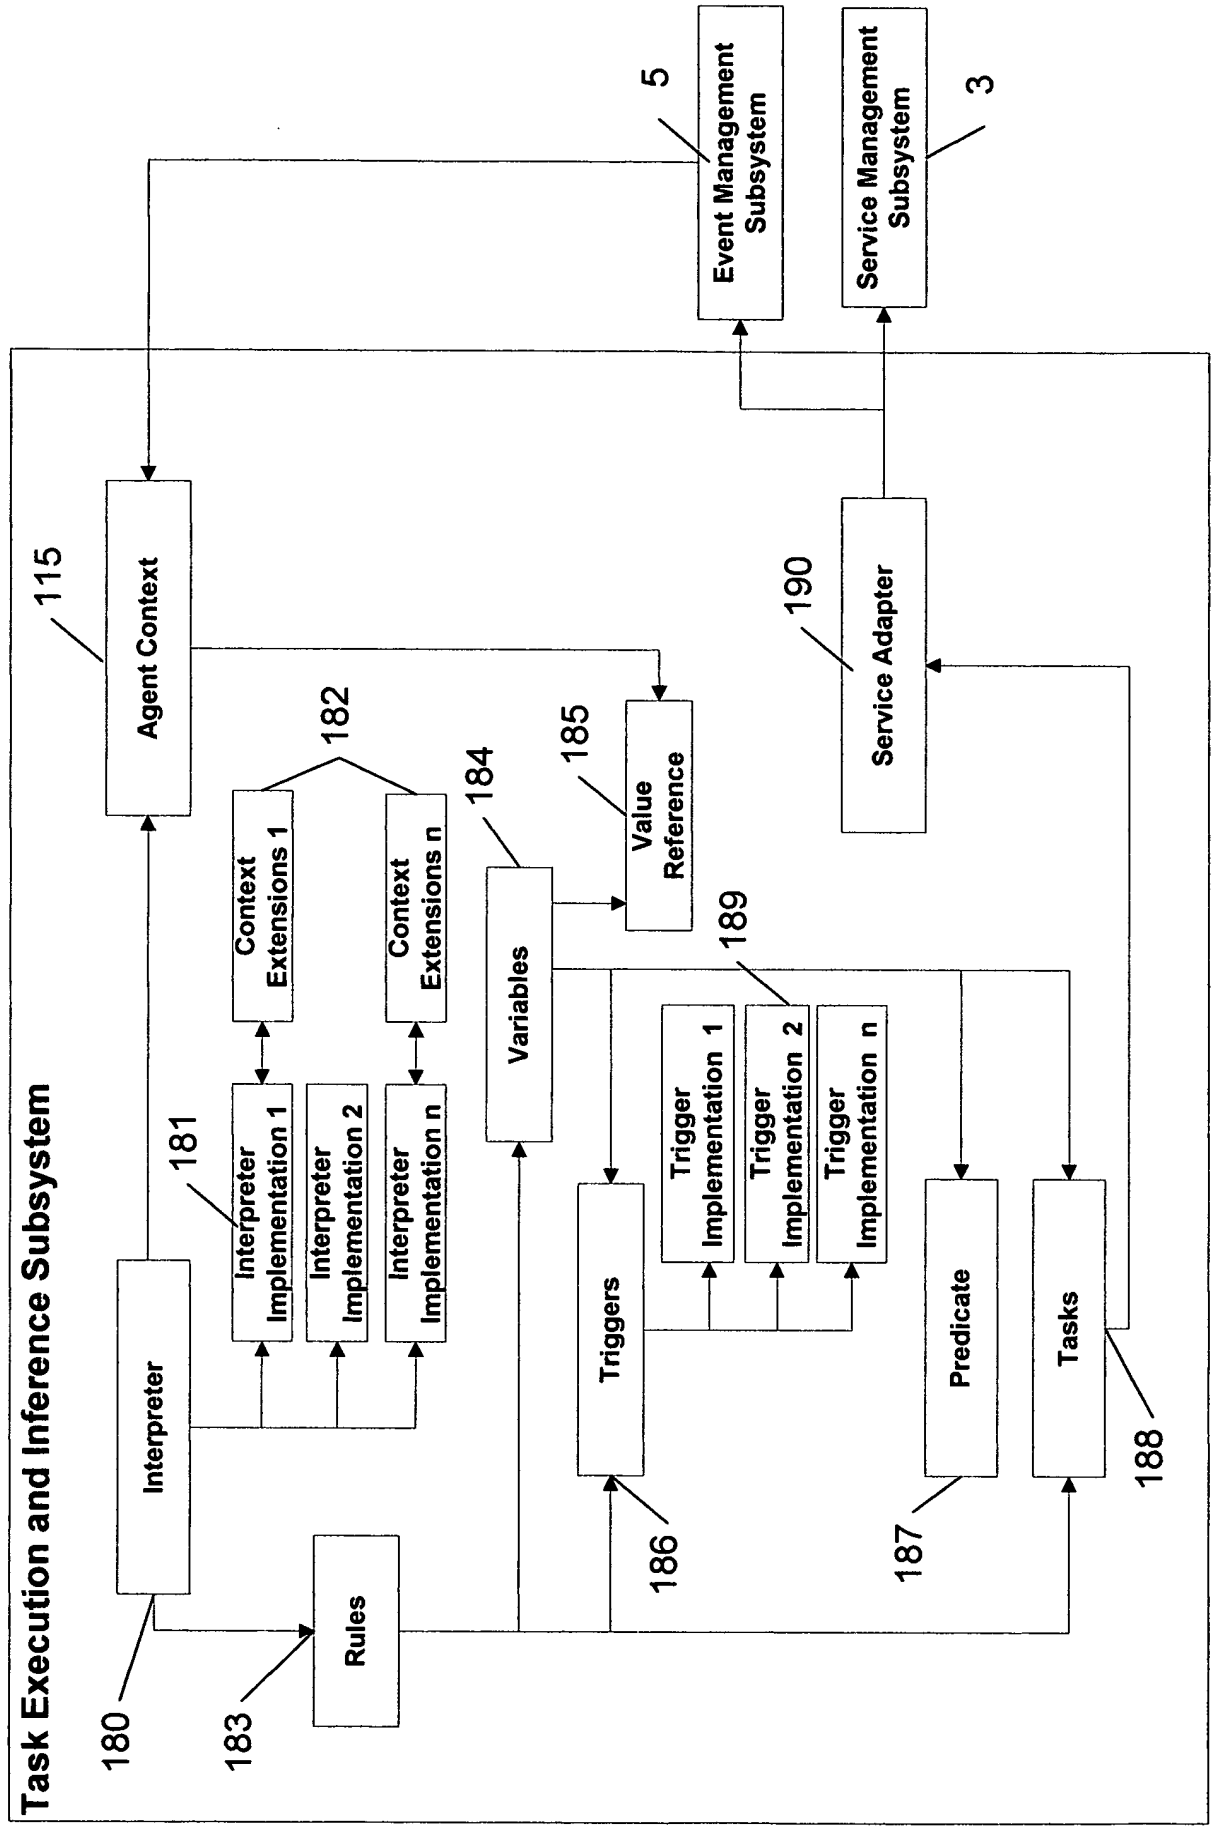 Task Execution and Inference Subsystem
180
Interpreter
115
Agent Context
181
Interpreter
Implementation 1
Interpreter
Implementation 2
Interpreter
Implementation n
Context
Extensions 1
Context
Extensions n
182
183
Rules
184
Variables
185
Value
Reference
186
Triggers
189
Trigger
Implementation 1
Trigger
Implementation 2
Trigger
Implementation n
187
Predicate
188
Tasks
190
Service Adapter
5
Event Management
Subsystem
Service Management
Subsystem
3